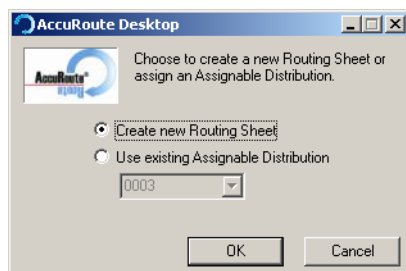 AccuRoute Desktop
AccuRoute®
Choose to create a new Routing Sheet or
assign an Assignable Distribution.
Create new Routing Sheet
Use existing Assignable Distribution
0003
OK
Cancel